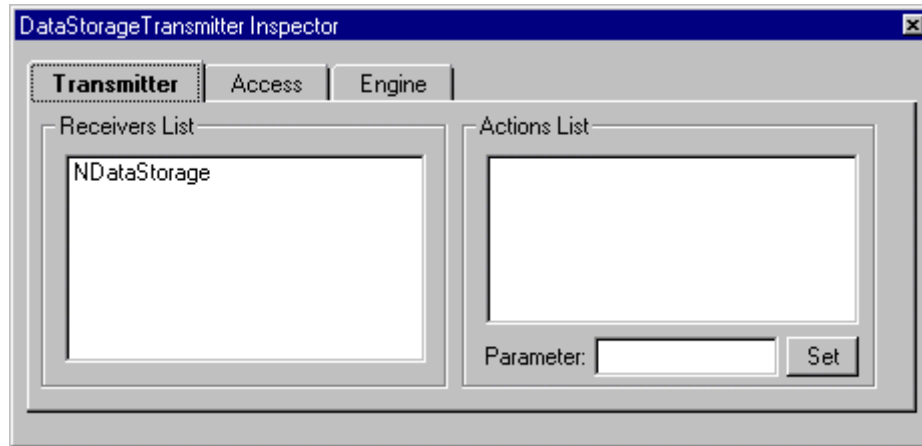 DataStorageTransmitter Inspector
Transmitter Access Engine
Receivers List
NDataStorage
Actions List
Parameter: Set